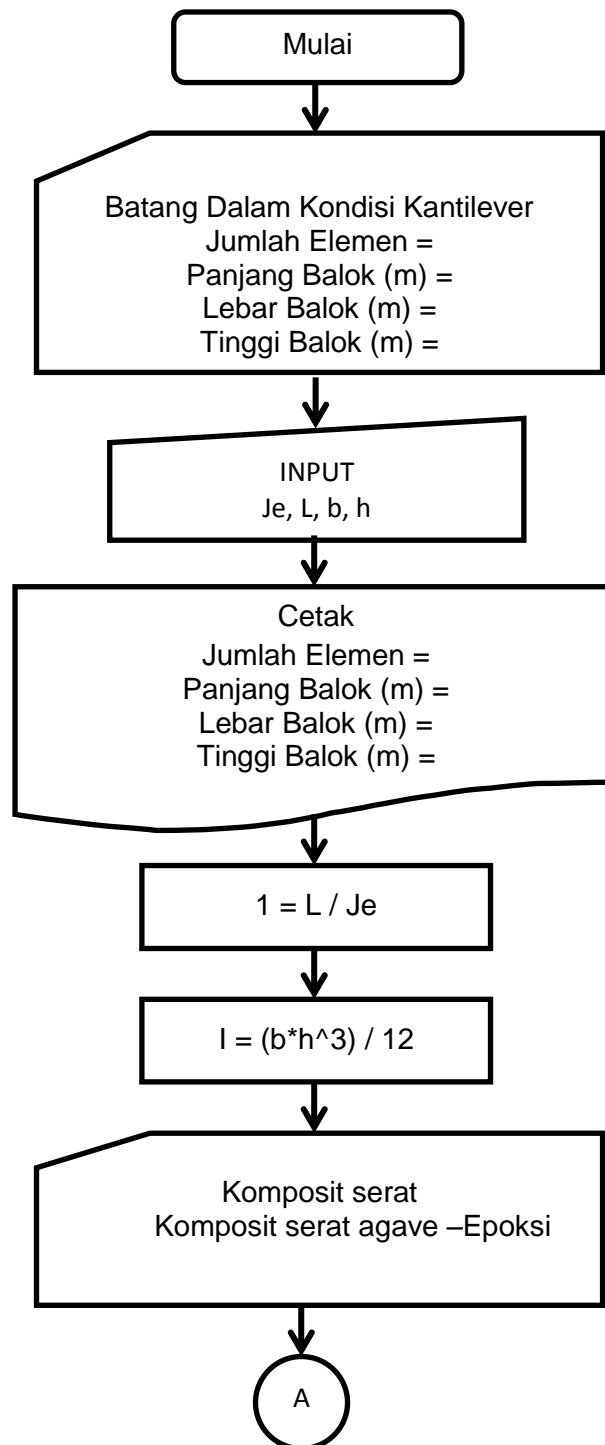 Mulai
Batang Dalam Kondisi Kantilever
Jumlah Elemen =
Panjang Balok (m) =
Lebar Balok (m) =
Tinggi Balok (m) =
INPUT
Je, L, b, h
Cetak
Jumlah Elemen =
Panjang Balok (m) =
Lebar Balok (m) =
Tinggi Balok (m) =
1 = L / Je
I = (b*h^3) / 12
Komposit serat
Komposit serat agave –Epoksi
A